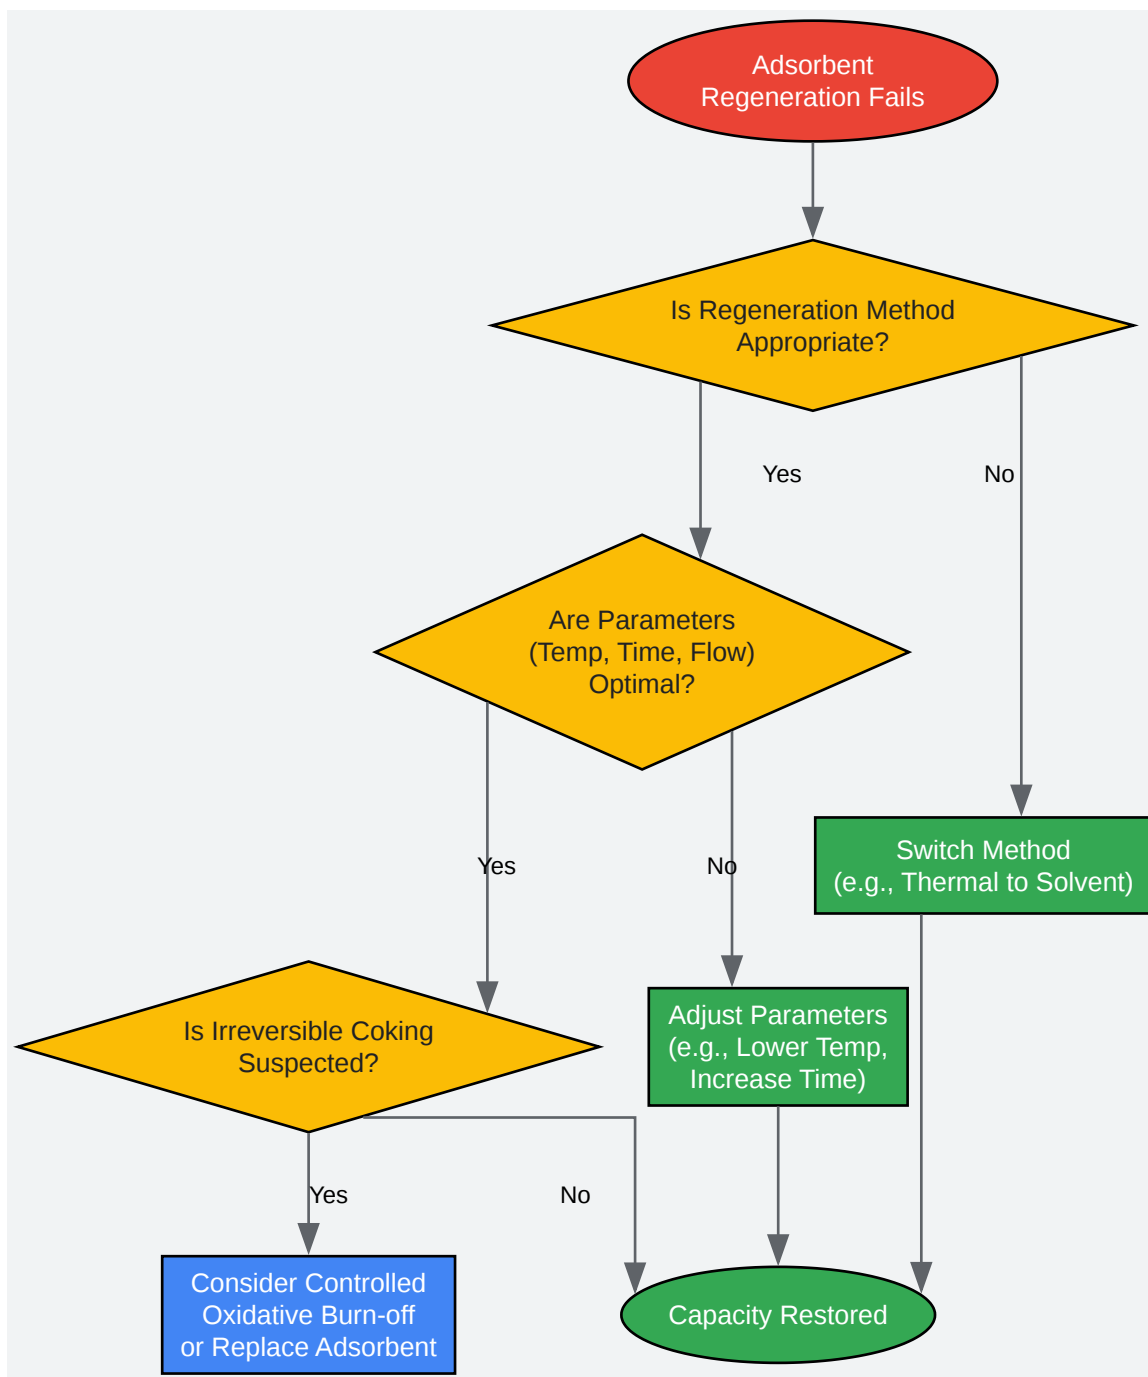 Adsorbent
Regeneration Fails
Is Regeneration Method
Appropriate?
Yes
No
Are Parameters
(Temp, Time, Flow)
Optimal?
Switch Method
(e.g., Thermal to Solvent)
Yes
No
Is Irreversible Coking
Suspected?
Adjust Parameters
(e.g., Lower Temp,
Increase Time)
Yes
No
Consider Controlled
Oxidative Burn-off
or Replace Adsorbent
Capacity Restored